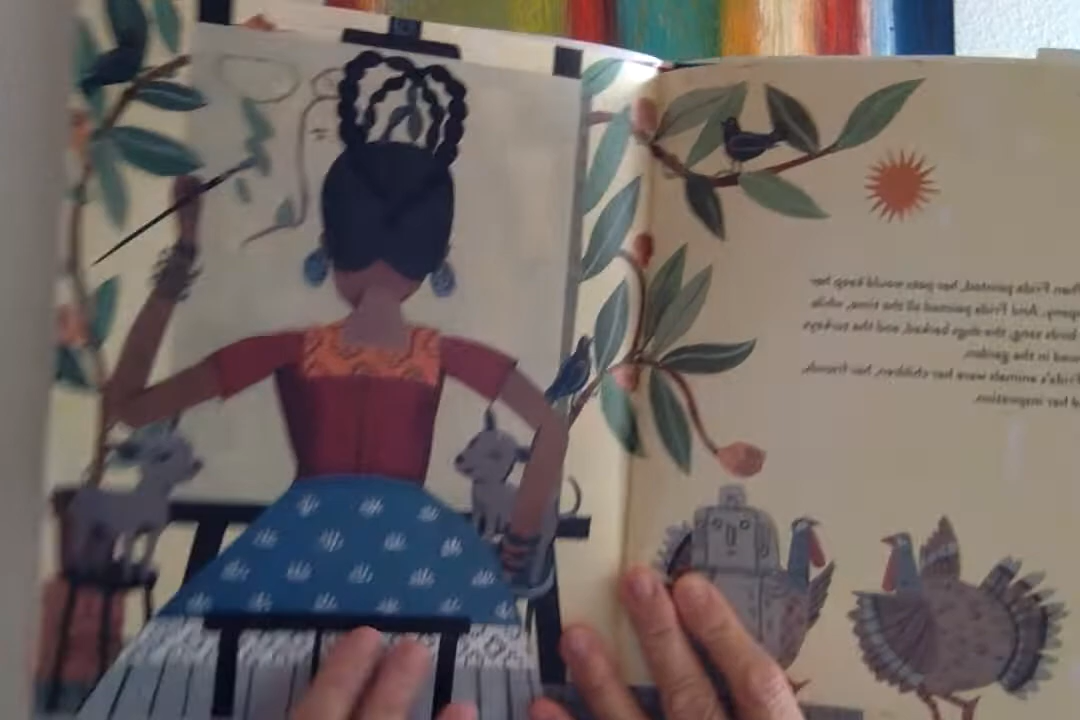 Frida painted, her pets would keep her
And Frida painted all the time, while
birds sang, the dogs barked, and the turkeys
in the garden.
Frida's animals were her children, her friends,
her inspiration.